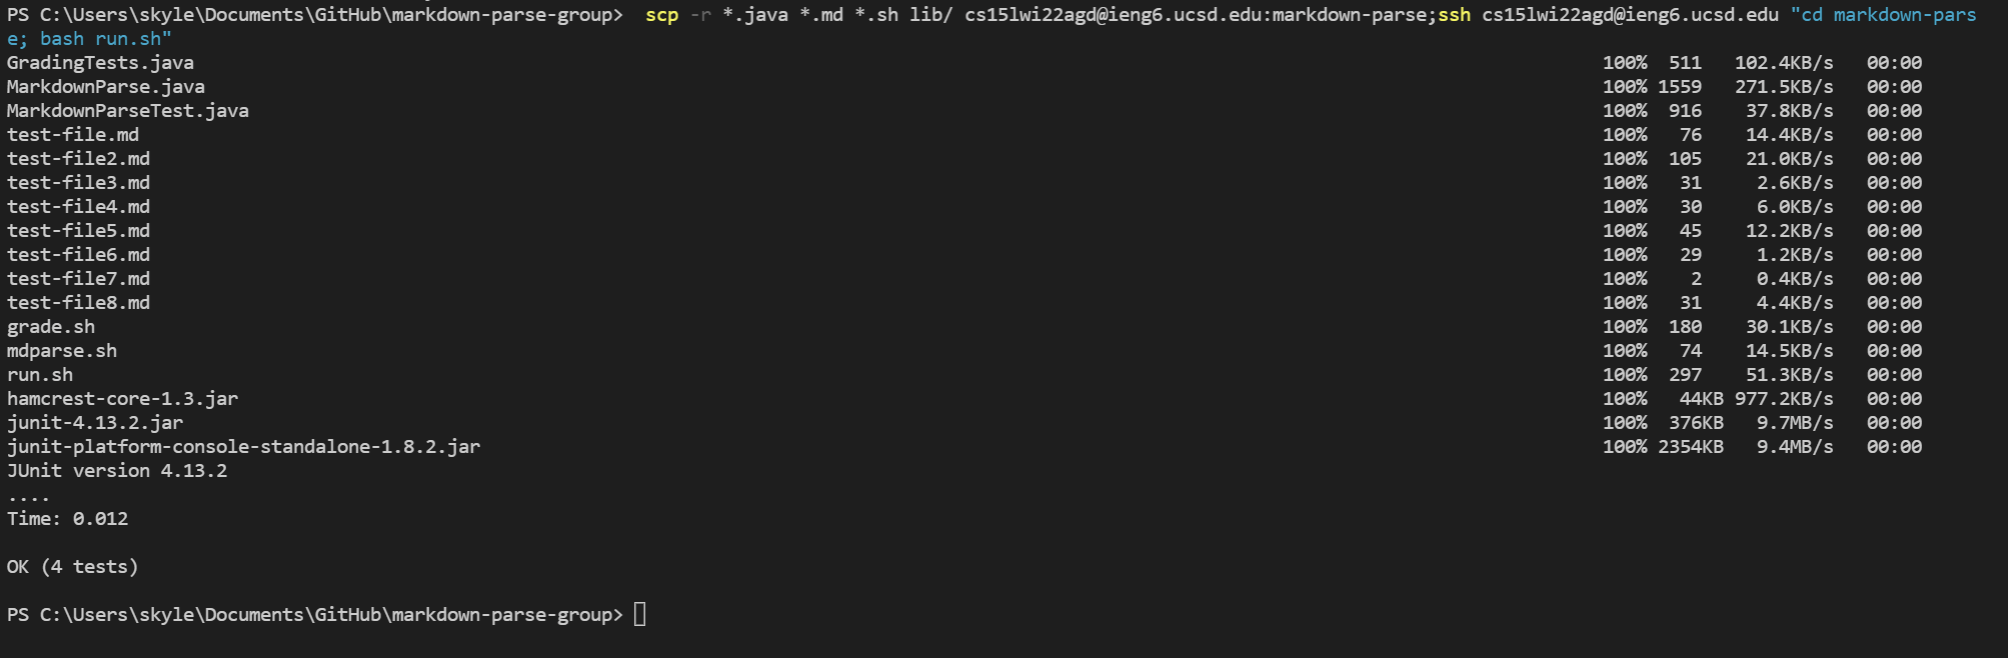 PS C:\Users\skyle\Documents\GitHub\markdown-parse-group>  scp -r *.java *.md *.sh lib/ cs15lwi22agd@ieng6.ucsd.edu:markdown-parse;ssh cs15lwi22agd@ieng6.ucsd.edu "cd markdown-pars
e; bash run.sh"
GradingTests.java 100% 511 102.4KB/s 00:00
MarkdownParse.java 100% 1559 271.5KB/s 00:00
MarkdownParseTest.java 100% 916 37.8KB/s 00:00
test-file.md 100% 76 14.4KB/s 00:00
test-file2.md 100% 105 21.0KB/s 00:00
test-file3.md 100% 31 2.6KB/s 00:00
test-file4.md 100% 30 6.0KB/s 00:00
test-file5.md 100% 45 12.2KB/s 00:00
test-file6.md 100% 29 1.2KB/s 00:00
test-file7.md 100% 2 0.4KB/s 00:00
test-file8.md 100% 31 4.4KB/s 00:00
grade.sh 100% 180 30.1KB/s 00:00
mdparse.sh 100% 74 14.5KB/s 00:00
run.sh 100% 297 51.3KB/s 00:00
hamcrest-core-1.3.jar 100% 44KB 977.2KB/s 00:00
junit-4.13.2.jar 100% 376KB 9.7MB/s 00:00
junit-platform-console-standalone-1.8.2.jar 100% 2354KB 9.4MB/s 00:00
JUnit version 4.13.2
....
Time: 0.012
OK (4 tests)
PS C:\Users\skyle\Documents\GitHub\markdown-parse-group>